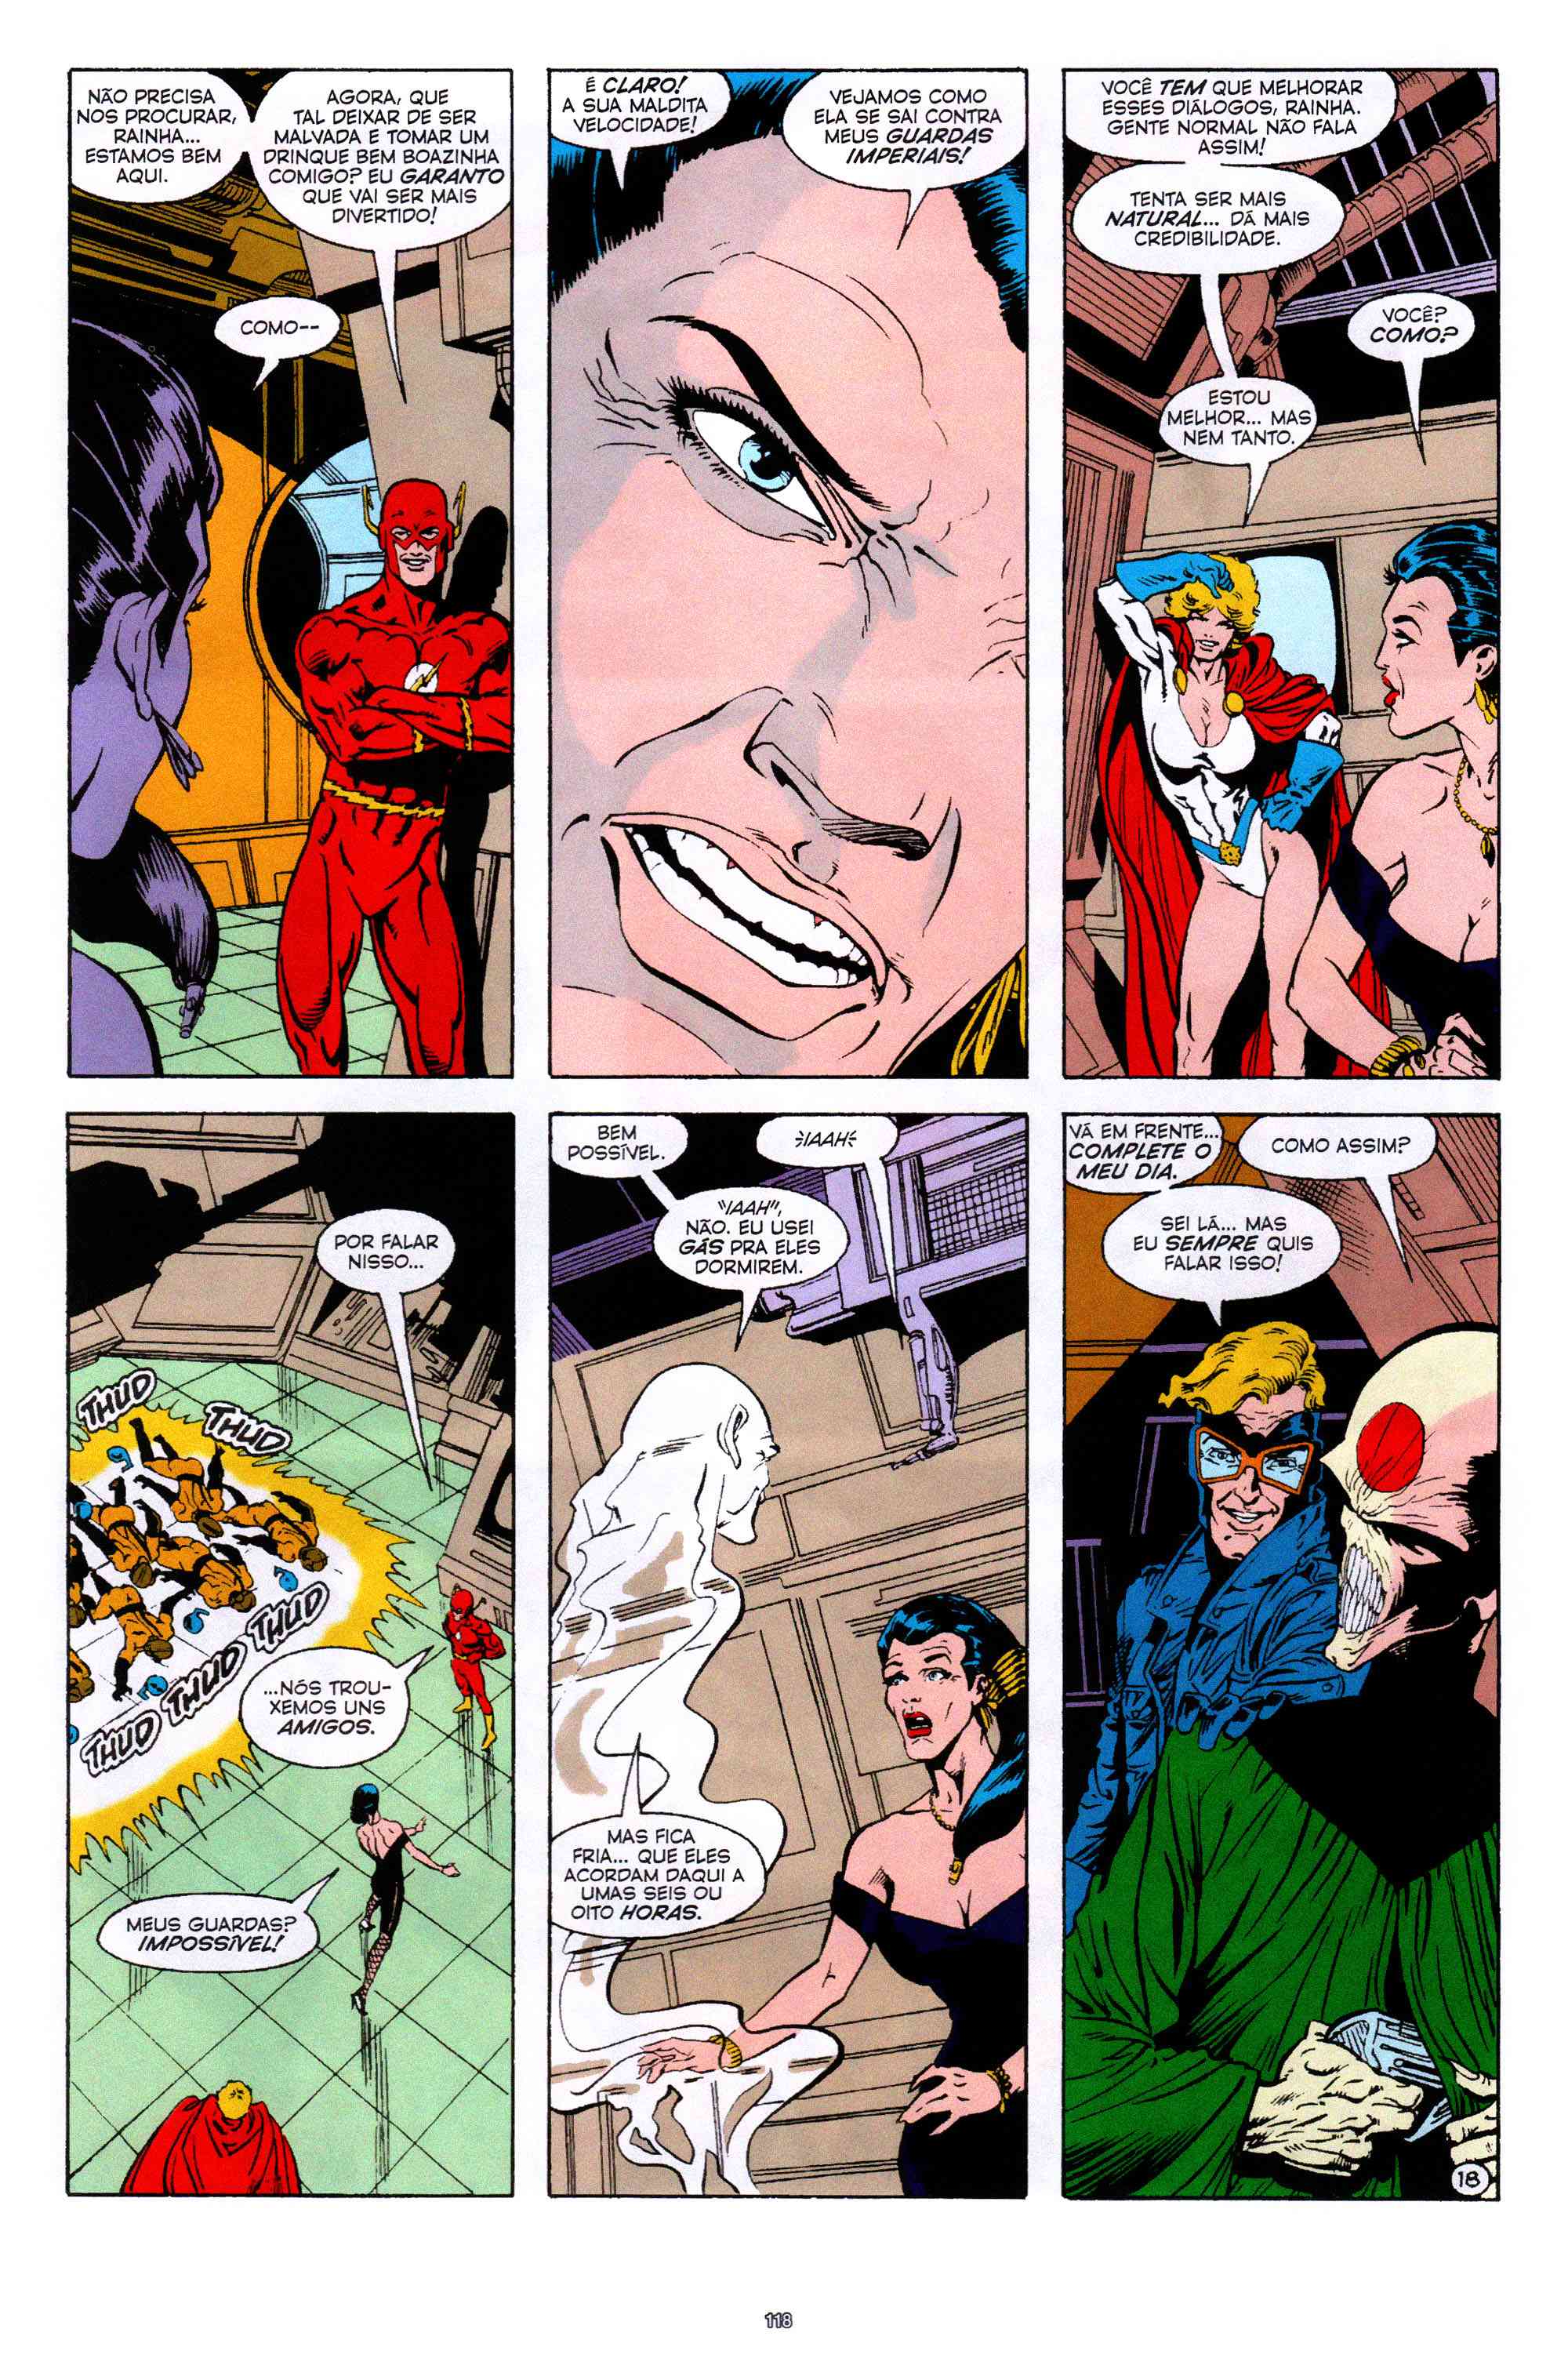 NÃO PRECISA
NOS PROCURAR,
RAINHA...
ESTAMOS BEM
AQUI.
AGORA, QUE
TAL DEIXAR DE SER
MALVADA E TOMAR UM
DRINQUE BEM BOAZINHA
COMIGO? EU GARANTO
QUE VAI SER MAIS
DIVERTIDO!
COMO--
É CLARO!
A SUA MALDITA
VELOCIDADE!
VEJAMOS COMO
ELA SE SAI CONTRA
MEUS GUARDAS
IMPERIAIS!
VOCÊ TEM QUE MELHORAR
ESSES DIÁLOGOS, RAINHA.
GENTE NORMAL NÃO FALA
ASSIM!
TENTA SER MAIS
NATURAL... DÁ MAIS
CREDIBILIDADE.
VOCÊ?
COMO?
ESTOU
MELHOR... MAS
NEM TANTO.
POR FALAR
NISSO...
THUD
THUD
THUD
THUD
THUD
THUD
...NÓS TROU-
XEMOS UNS
AMIGOS.
MEUS GUARDAS?
IMPOSSÍVEL!
BEM
POSSÍVEL.
IAAH
"IAAH",
NÃO. EU USEI
GÁS PRA ELES
DORMIREM.
MAS FICA
FRIA... QUE ELES
ACORDAM DAQUI A
UMAS SEIS OU
OITO HORAS.
VÁ EM FRENTE...
COMPLETE O
MEU DIA.
COMO ASSIM?
SEI LÁ... MAS
EU SEMPRE QUIS
FALAR ISSO!
18
118